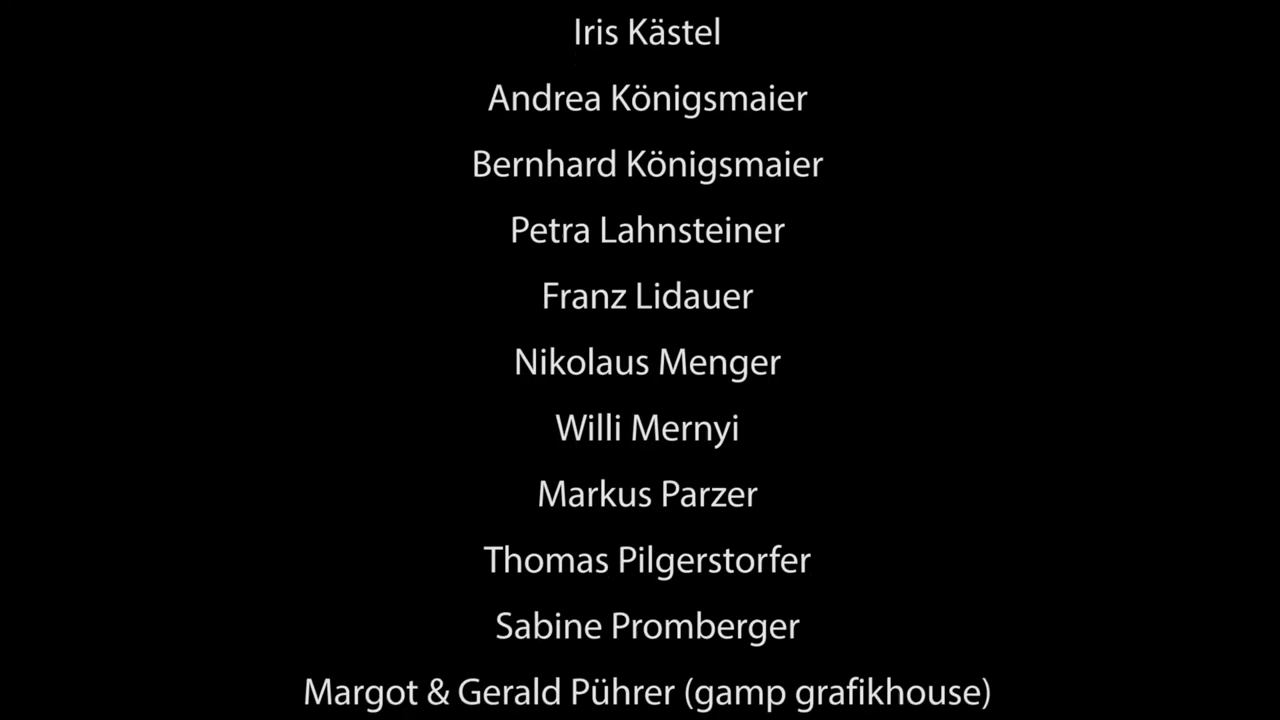 Iris Kästel
Andrea Königsmaier
Bernhard Königsmaier
Petra Lahnsteiner
Franz Lidauer
Nikolaus Menger
Willi Mernyi
Markus Parzer
Thomas Pilgerstorfer
Sabine Promberger
Margot & Gerald Pührer (gamp grafikhouse)